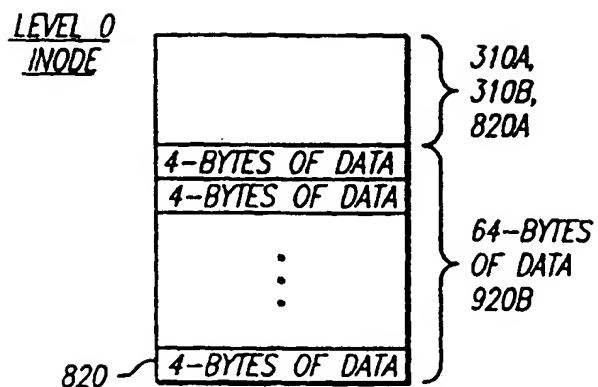 LEVEL 0
INODE
310A,
310B,
820A
4-BYTES OF DATA
4-BYTES OF DATA
64-BYTES
OF DATA
920B
820
4-BYTES OF DATA